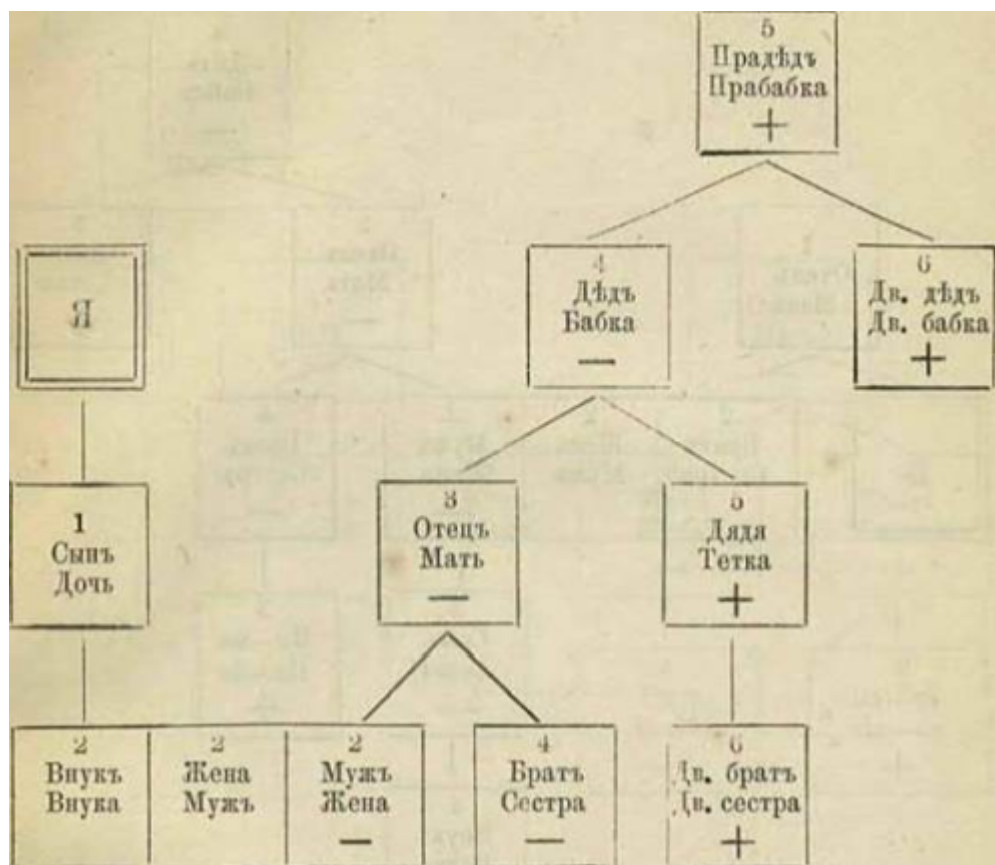 5
Прадѣдъ
Прабабка
+
Я
4
Дѣдъ
Бабка
—
6
Дв. дѣдъ
Дв. бабка
+
1
Сынъ
Дочь
3
Отецъ
Мать
—
5
Дядя
Тетка
+
2
Внукъ
Внука
2
Жена
Мужъ
2
Мужъ
Жена
—
4
Братъ
Сестра
—
6
Дв. братъ
Дв. сестра
+